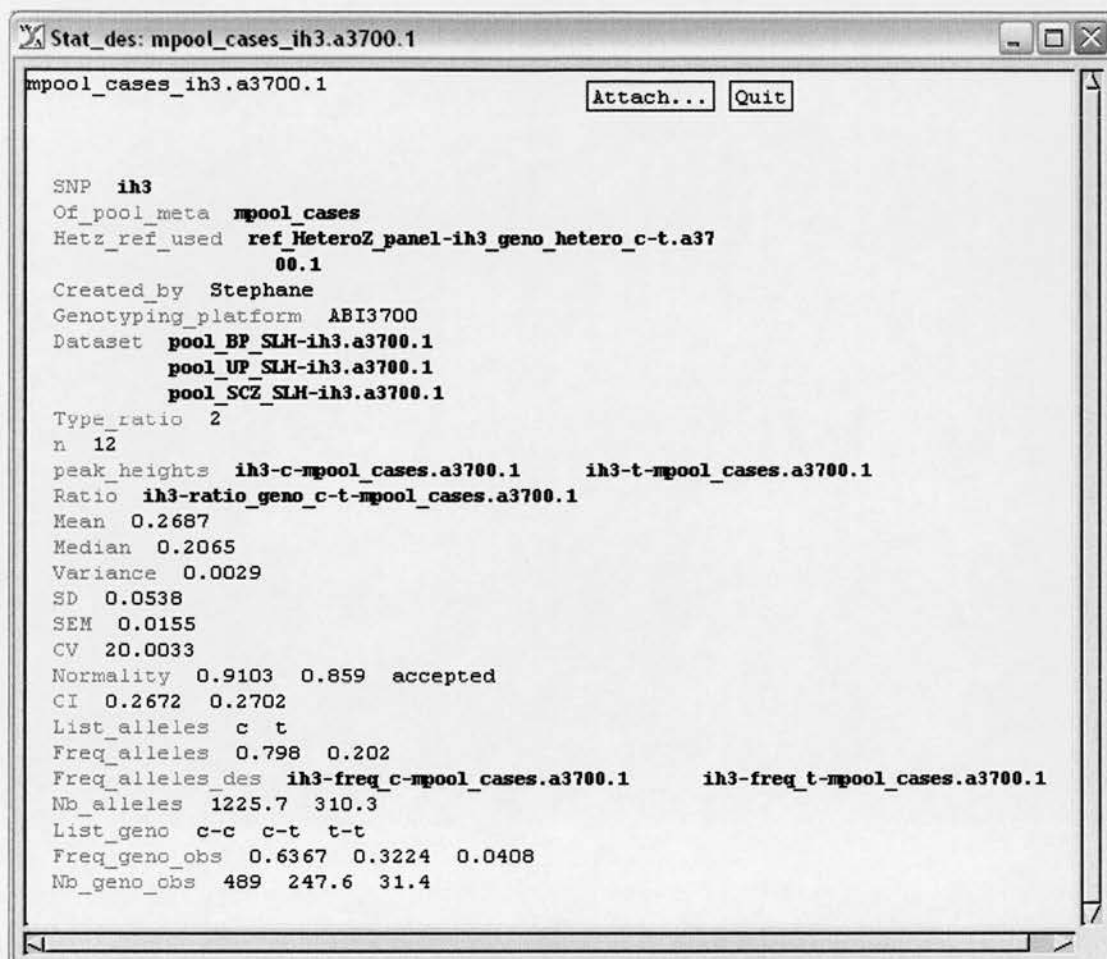 Stat_des: mpool_cases_ih3.a3700.1
mpool_cases_ih3.a3700.1 Attach... Quit
SNP ih3
Of_pool_meta mpool_cases
Hetz_ref_used ref_HeteroZ_panel-ih3_geno_hetero_c-t.a37
00.1
Created_by Stephane
Genotyping_platform ABI3700
Dataset pool_BP_SLH-ih3.a3700.1
pool_UP_SLH-ih3.a3700.1
pool_SCZ_SLH-ih3.a3700.1
Type_ratio 2
n 12
peak_heights ih3-c-mpool_cases.a3700.1 ih3-t-mpool_cases.a3700.1
Ratio ih3-ratio_geno_c-t-mpool_cases.a3700.1
Mean 0.2687
Median 0.2065
Variance 0.0029
SD 0.0538
SEM 0.0155
CV 20.0033
Normality 0.9103 0.859 accepted
CI 0.2672 0.2702
List_alleles c t
Freq_alleles 0.798 0.202
Freq_alleles_des ih3-freq_c-mpool_cases.a3700.1 ih3-freq_t-mpool_cases.a3700.1
Nb_alleles 1225.7 310.3
List_geno c-c c-t t-t
Freq_geno_obs 0.6367 0.3224 0.0408
Nb_geno_obs 489 247.6 31.4